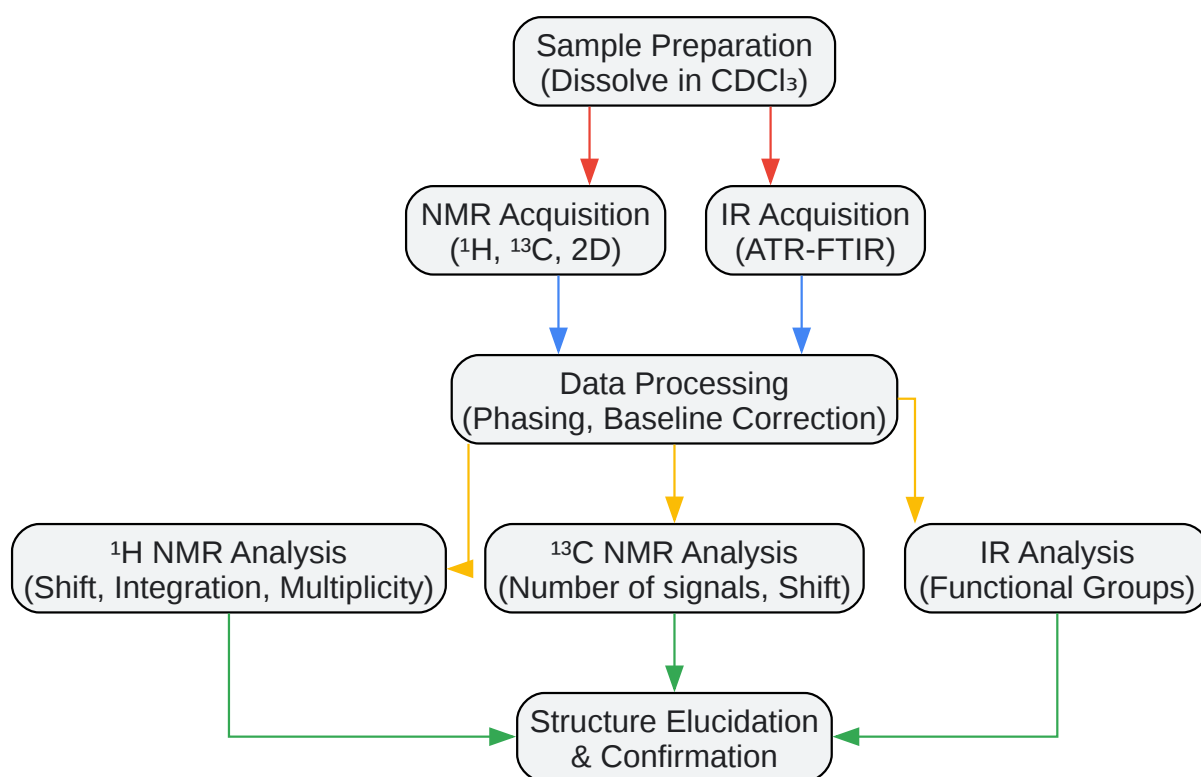 Sample Preparation
(Dissolve in CDCl₃)
NMR Acquisition
(¹H, ¹³C, 2D)
IR Acquisition
(ATR-FTIR)
Data Processing
(Phasing, Baseline Correction)
¹H NMR Analysis
(Shift, Integration, Multiplicity)
¹³C NMR Analysis
(Number of signals, Shift)
IR Analysis
(Functional Groups)
Structure Elucidation
& Confirmation